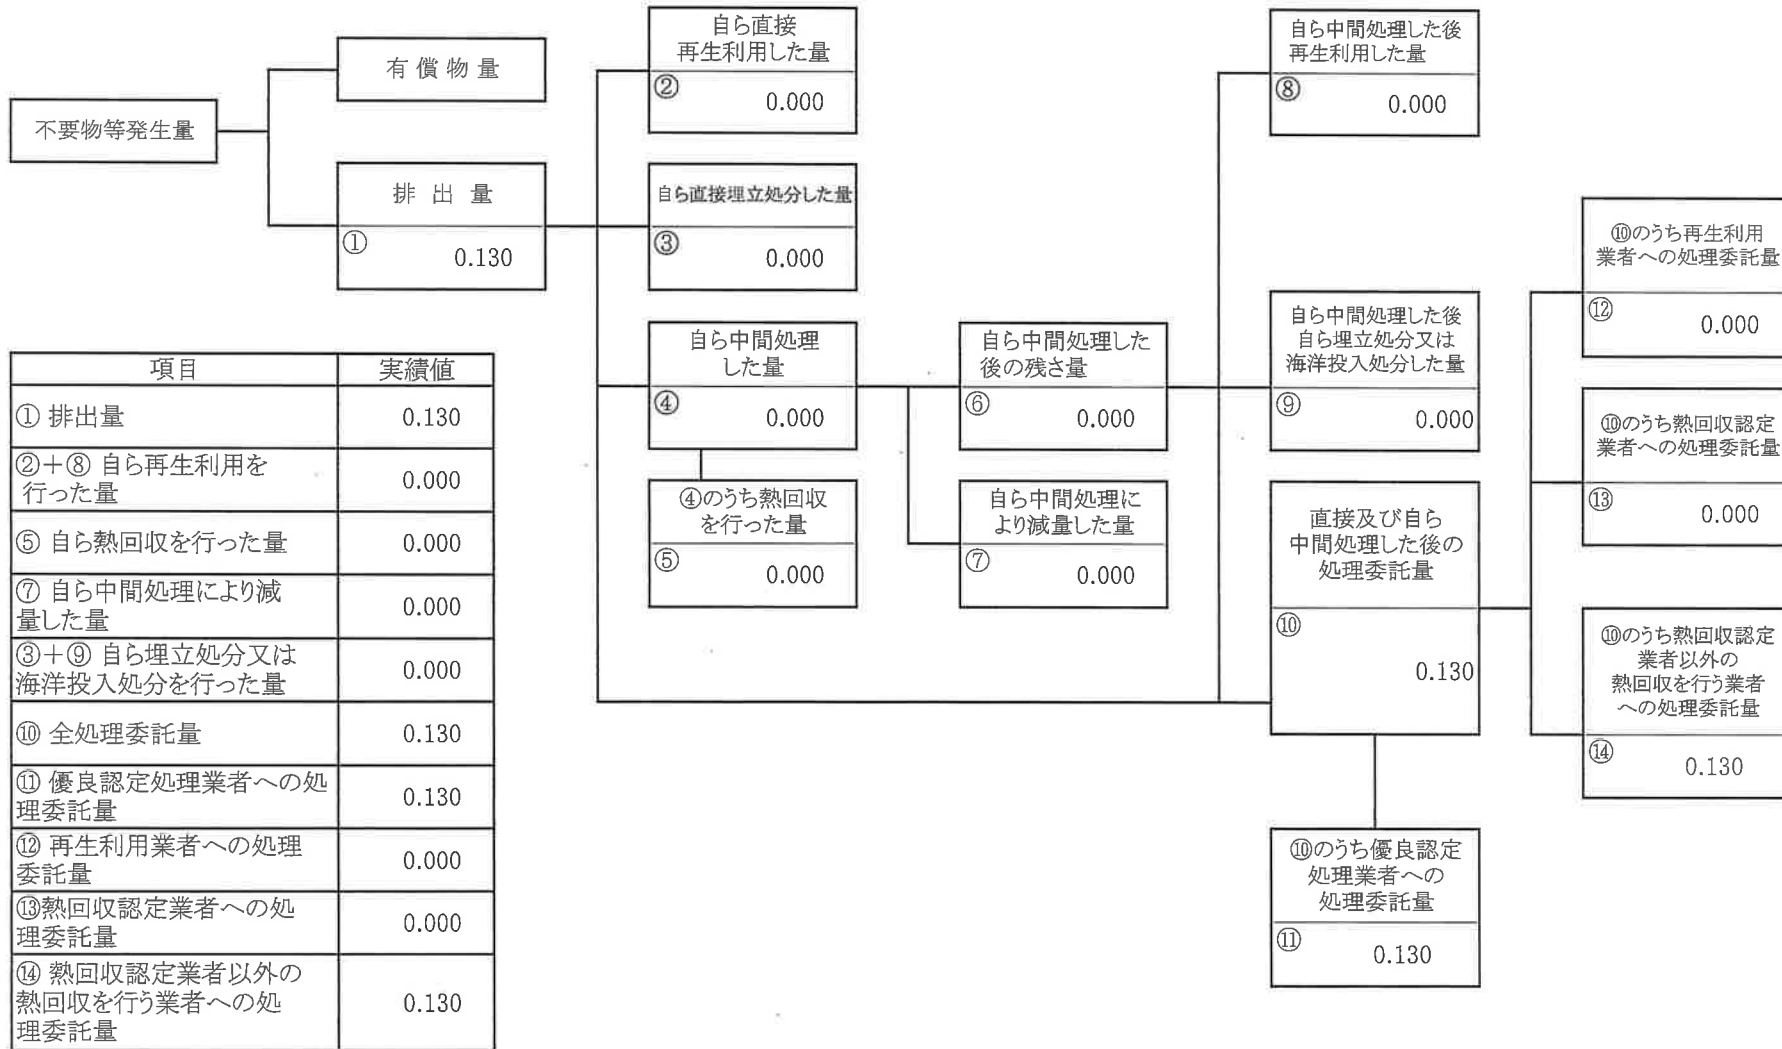 不要物等発生量
有償物量
排出量
①
0.130
自ら直接
再生利用した量
②
0.000
自ら直接埋立処分した量
③
0.000
自ら中間処理
した量
④
0.000
④のうち熱回収
を行った量
⑤
0.000
自ら中間処理した
後の残さ量
⑥
0.000
自ら中間処理に
より減量した量
⑦
0.000
自ら中間処理した後
再生利用した量
⑧
0.000
自ら中間処理した後
自ら埋立処分又は
海洋投入処分した量
⑨
0.000
直接及び自ら
中間処理した後の
処理委託量
⑩
0.130
⑩のうち優良認定
処理業者への
処理委託量
⑪
0.130
⑩のうち再生利用
業者への処理委託量
⑫
0.000
⑩のうち熱回収認定
業者への処理委託量
⑬
0.000
⑩のうち熱回収認定
業者以外の
熱回収を行う業者
への処理委託量
⑭
0.130
項目 実績値
① 排出量 0.130
②+⑧ 自ら再生利用を
行った量 0.000
⑤ 自ら熱回収を行った量 0.000
⑦ 自ら中間処理により減
量した量 0.000
③+⑨ 自ら埋立処分又は
海洋投入処分を行った量 0.000
⑩ 全処理委託量 0.130
⑪ 優良認定処理業者への処
理委託量 0.130
⑫ 再生利用業者への処理
委託量 0.000
⑬熱回収認定業者への処
理委託量 0.000
⑭ 熱回収認定業者以外の
熱回収を行う業者への処
理委託量 0.130